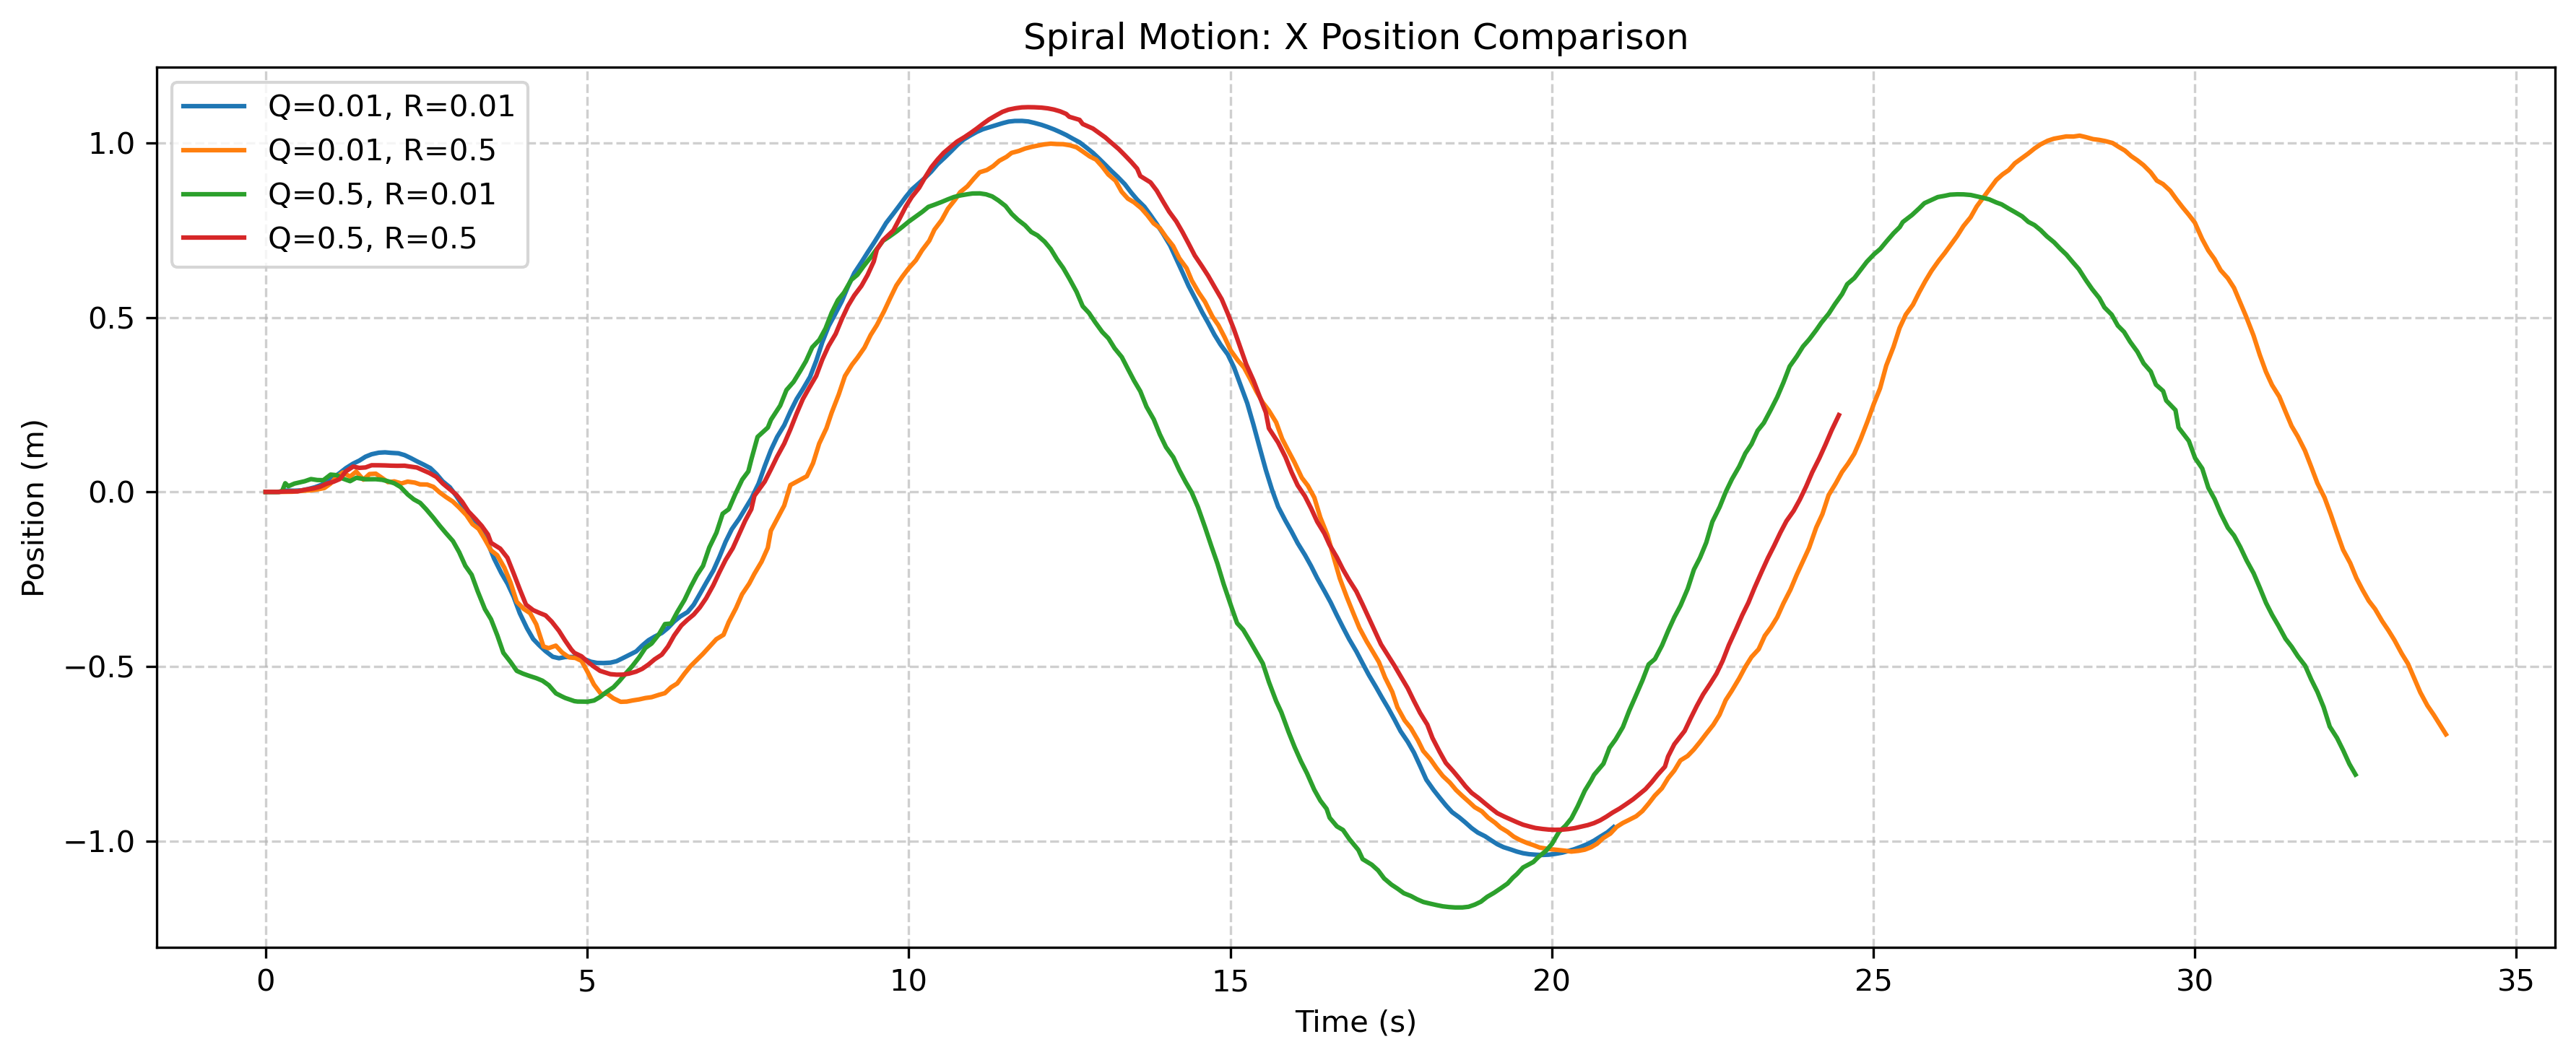 Spiral Motion: X Position Comparison
Q=0.01, R=0.01
Q=0.01, R=0.5
Q=0.5, R=0.01
Q=0.5, R=0.5
Position (m)
1.0
0.5
0.0
−0.5
−1.0
0 5 10 15 20 25 30 35
Time (s)